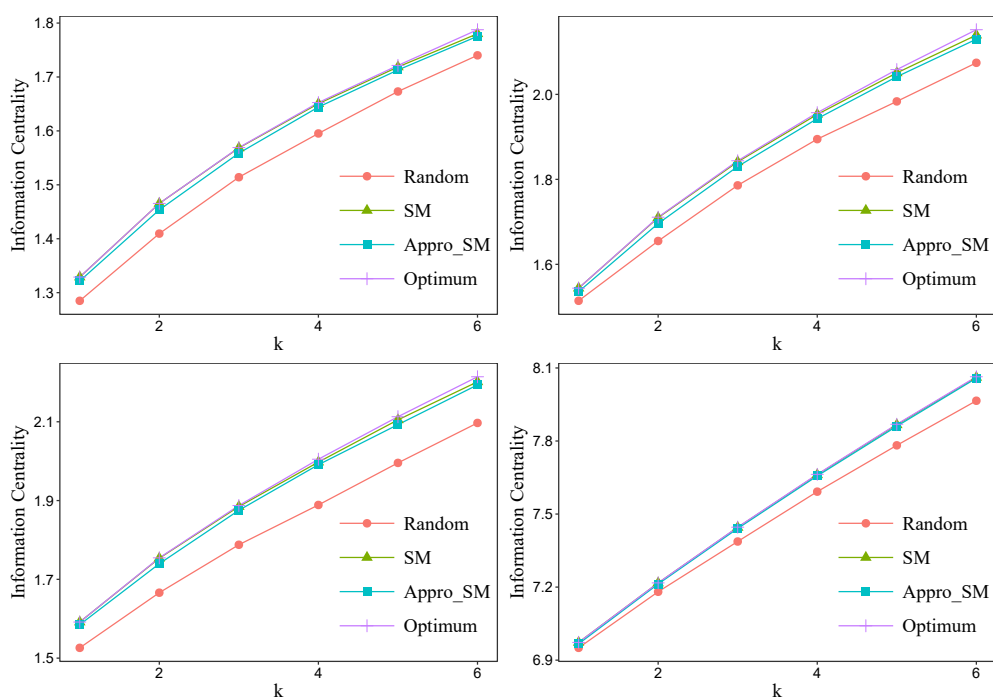 1.8
1.7
1.6
1.5
1.4
1.3
Information Centrality
2 4 6
k
Random
SM
Appro_SM
Optimum
2.0
1.8
1.6
Information Centrality
2 4 6
k
Random
SM
Appro_SM
Optimum
2.1
1.9
1.7
1.5
Information Centrality
2 4 6
k
Random
SM
Appro_SM
Optimum
8.1
7.8
7.5
7.2
6.9
Information Centrality
2 4 6
k
Random
SM
Appro_SM
Optimum